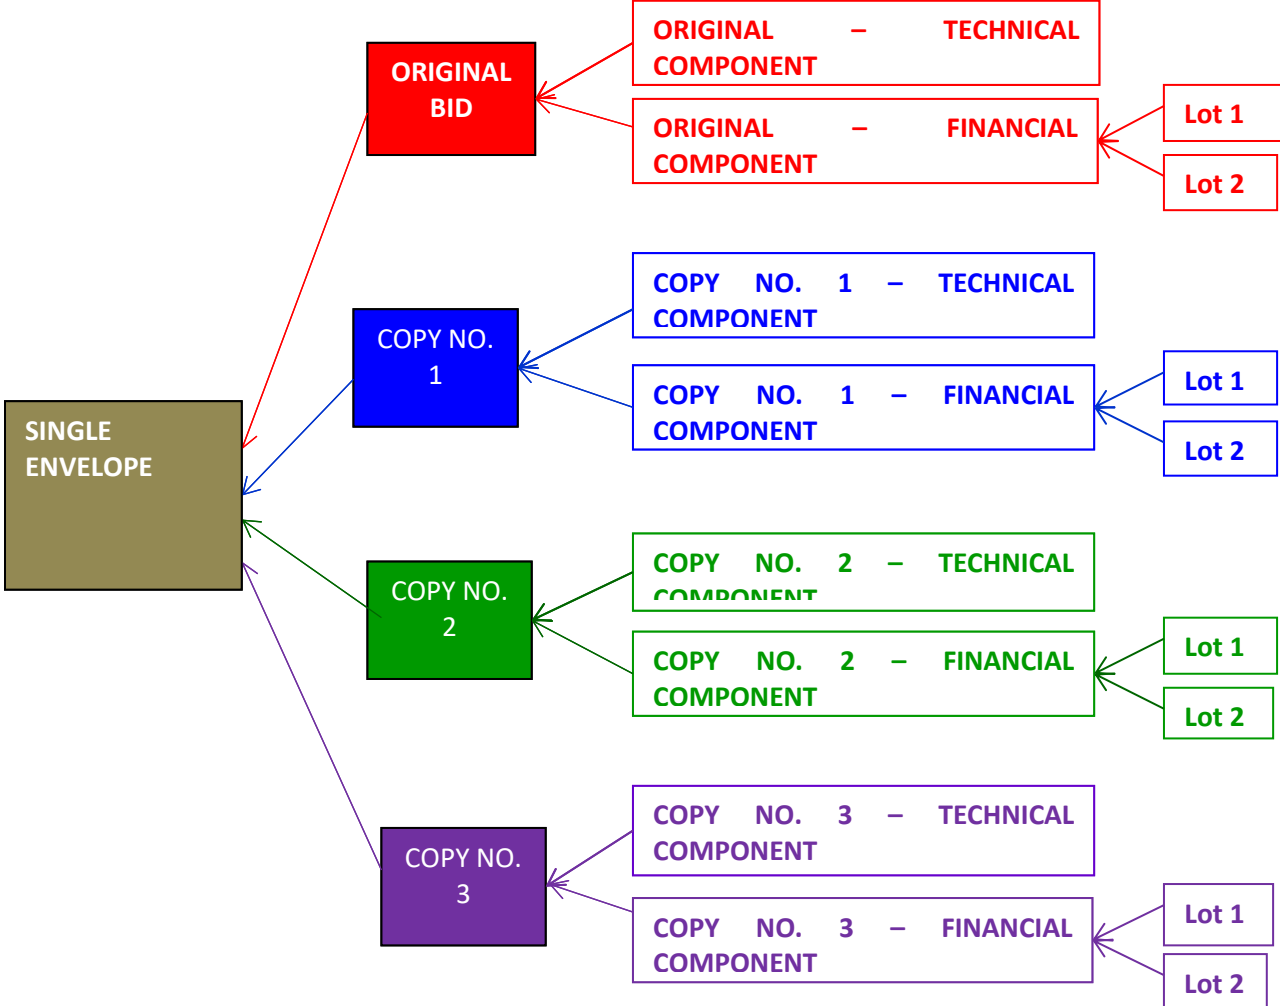 ORIGINAL – TECHNICAL
COMPONENT
ORIGINAL
BID
ORIGINAL – FINANCIAL
COMPONENT
Lot 1
Lot 2
COPY NO. 1 – TECHNICAL
COMPONENT
COPY NO.
1
COPY NO. 1 – FINANCIAL
COMPONENT
Lot 1
Lot 2
SINGLE
ENVELOPE
COPY NO. 2 – TECHNICAL
COMPONENT
COPY NO.
2
COPY NO. 2 – FINANCIAL
COMPONENT
Lot 1
Lot 2
COPY NO. 3 – TECHNICAL
COMPONENT
COPY NO.
3
COPY NO. 3 – FINANCIAL
COMPONENT
Lot 1
Lot 2